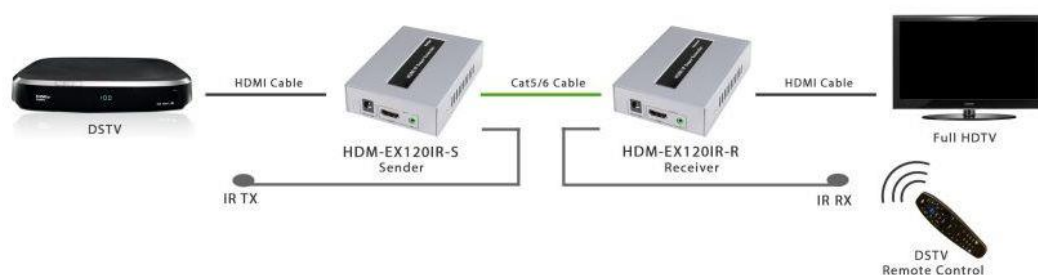 HDMI Cable
Cat5/6 Cable
HDMI Cable
DSTV
HDM-EX120IR-S
Sender
HDM-EX120IR-R
Receiver
Full HDTV
IR TX
IR RX
DSTV
Remote Control